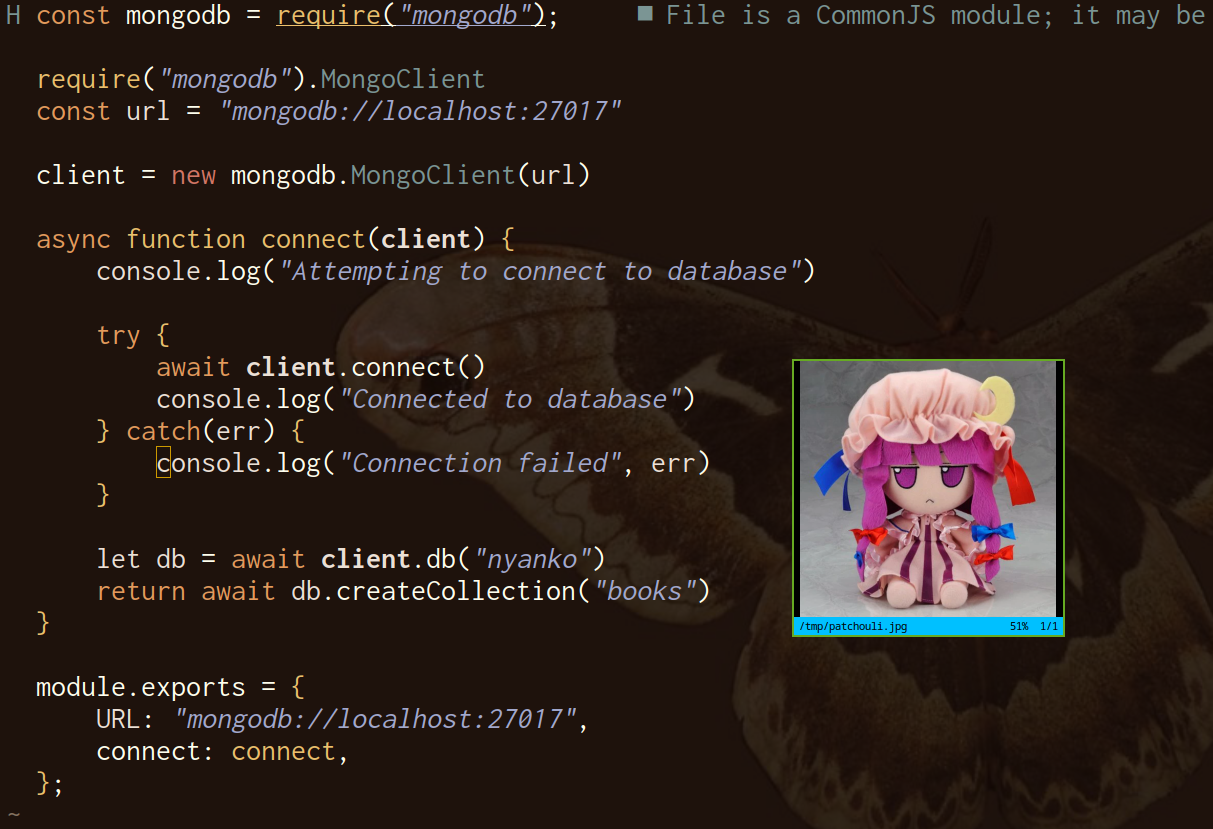 H const mongodb = require("mongodb"); ■ File is a CommonJS module; it may be
require("mongodb").MongoClient
const url = "mongodb://localhost:27017"
client = new mongodb.MongoClient(url)
async function connect(client) {
console.log("Attempting to connect to database")
try {
await client.connect()
console.log("Connected to database")
} catch(err) {
console.log("Connection failed", err)
}
let db = await client.db("nyanko")
return await db.createCollection("books")
}
module.exports = {
URL: "mongodb://localhost:27017",
connect: connect,
};
~
/tmp/patchouli.jpg 51% 1/1